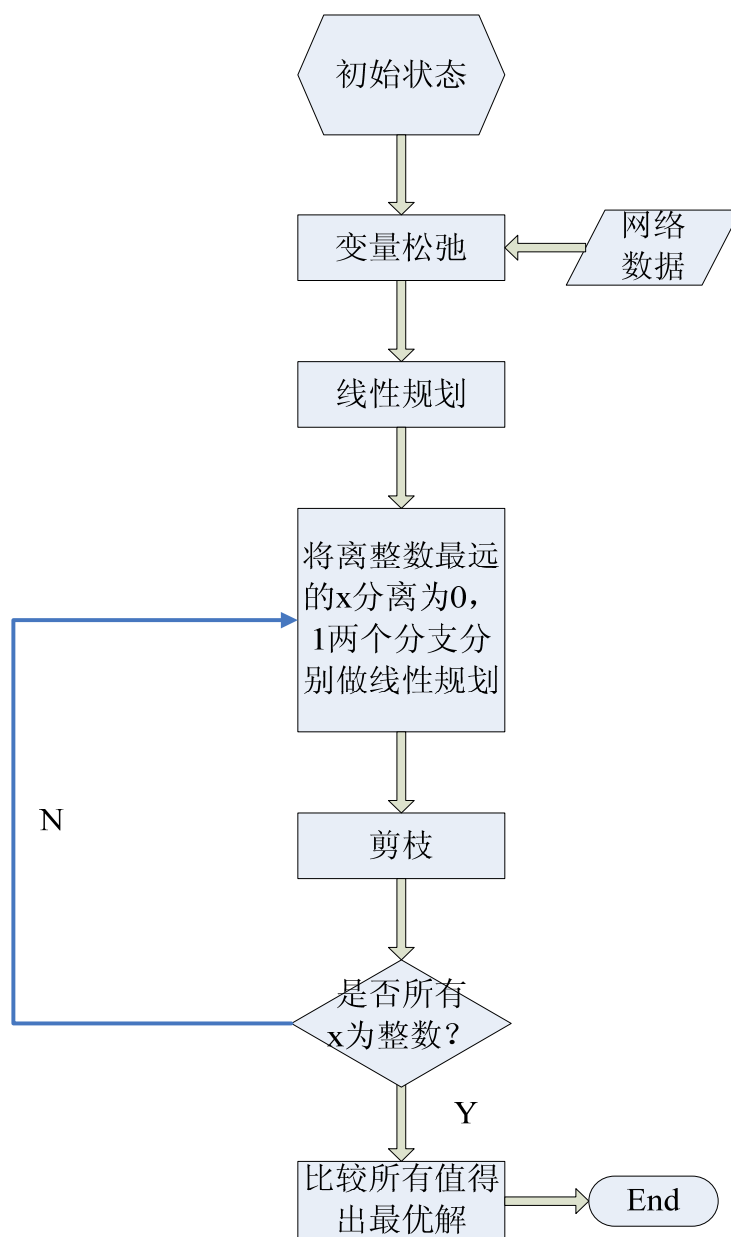 初始状态
变量松弛
网络
数据
线性规划
将离整数最远
的x分离为0，
1两个分支分
别做线性规划
N
剪枝
是否所有
x为整数？
Y
比较所有值得
出最优解
End